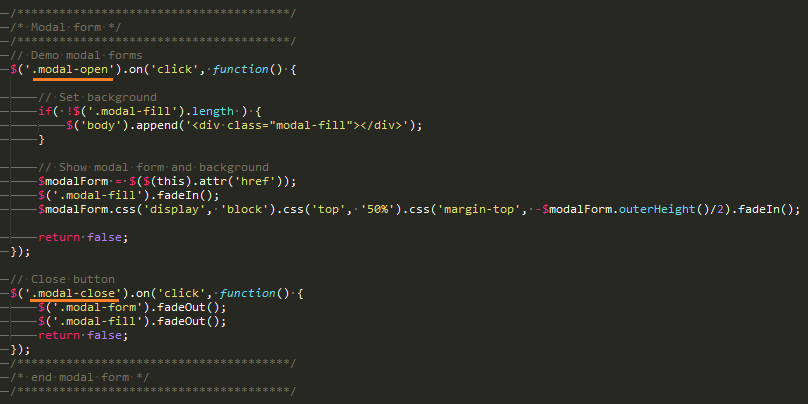 /***************************************/
/* Modal form */
/***************************************/
// Demo modal forms
$('.modal-open').on('click', function() {
// Set background
if( !$('.modal-fill').length ) {
$('body').append('<div class="modal-fill"></div>');
}
// Show modal form and background
$modalForm = $($(this).attr('href'));
$('.modal-fill').fadeIn();
$modalForm.css('display', 'block').css('top', '50%').css('margin-top', -$modalForm.outerHeight()/2).fadeIn();
return false;
});
// Close button
$('.modal-close').on('click', function() {
$('.modal-form').fadeOut();
$('.modal-fill').fadeOut();
return false;
});
/***************************************/
/* end modal form */
/***************************************/